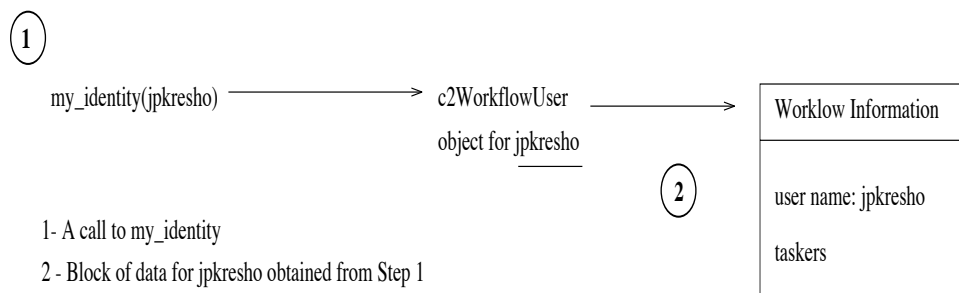 1
my_identity(jpkresho)
c2WorkflowUser
object for jpkresho
Worklow Information
2
user name: jpkresho
taskers
1- A call to my_identity
2 - Block of data for jpkresho obtained from Step 1